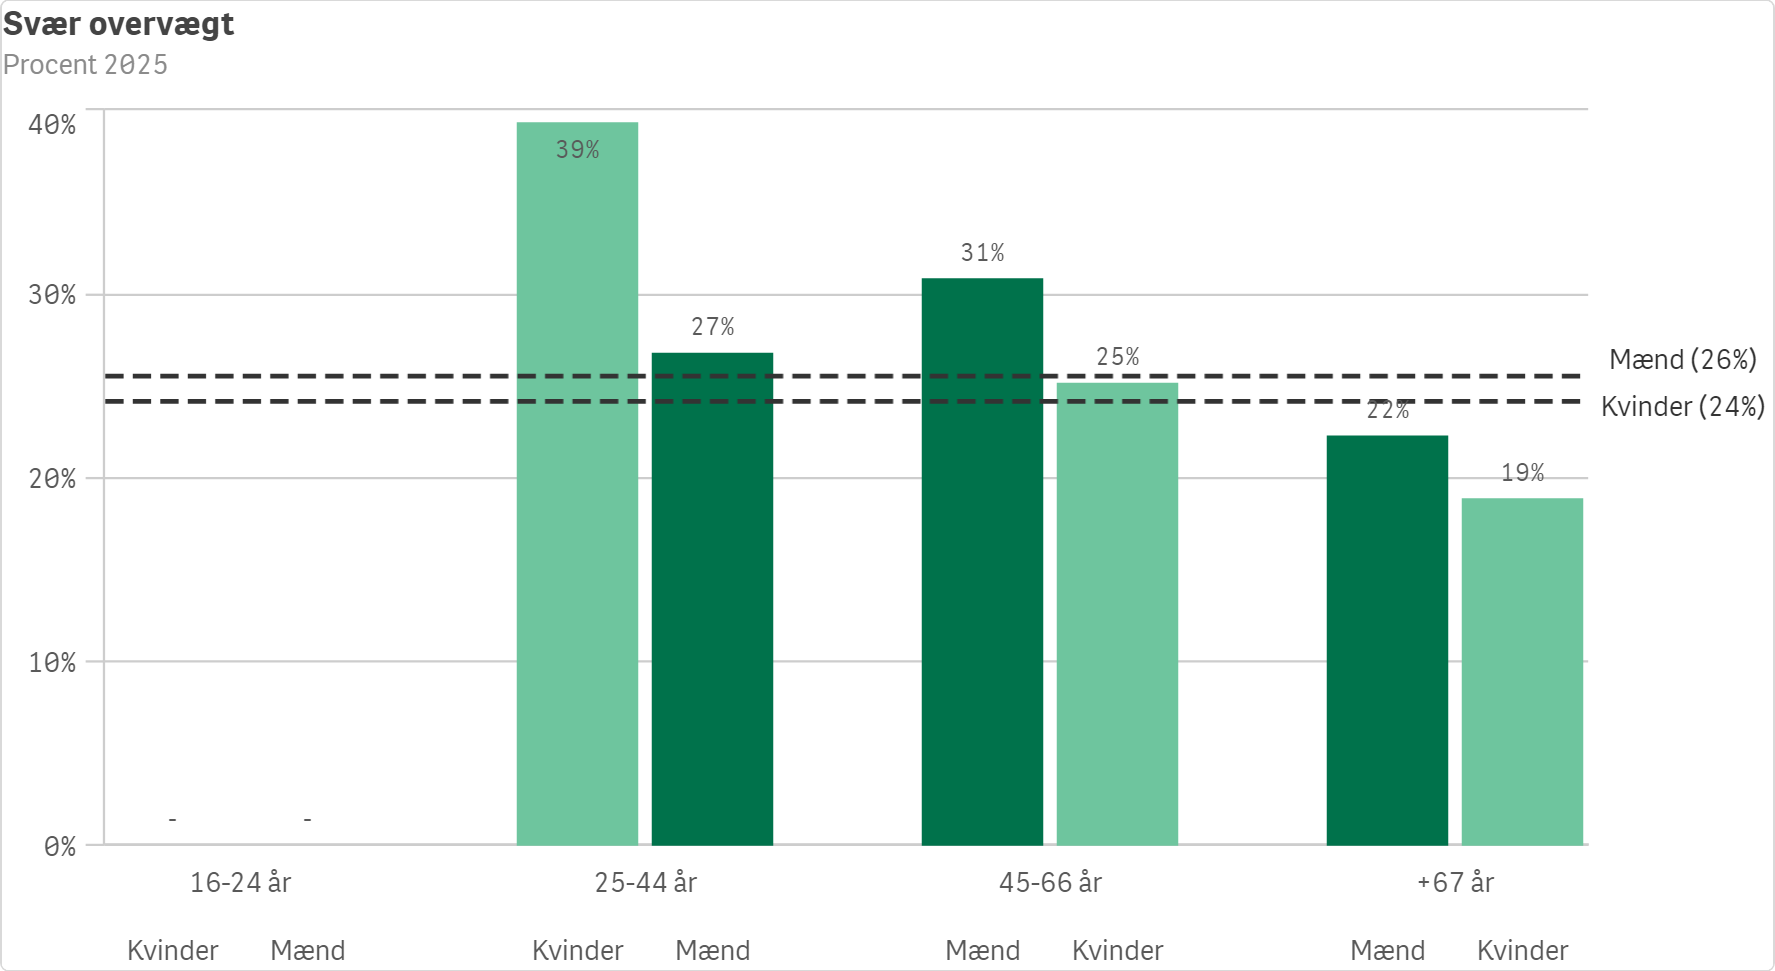 Svær overvægt
Procent 2025
40%
39%
31%
30%
27%
25%
Mænd (26%)
Kvinder (24%)
22%
20%
19%
10%
- -
0%
16-24 år 25-44 år 45-66 år +67 år
Kvinder Mænd Kvinder Mænd Mænd Kvinder Mænd Kvinder